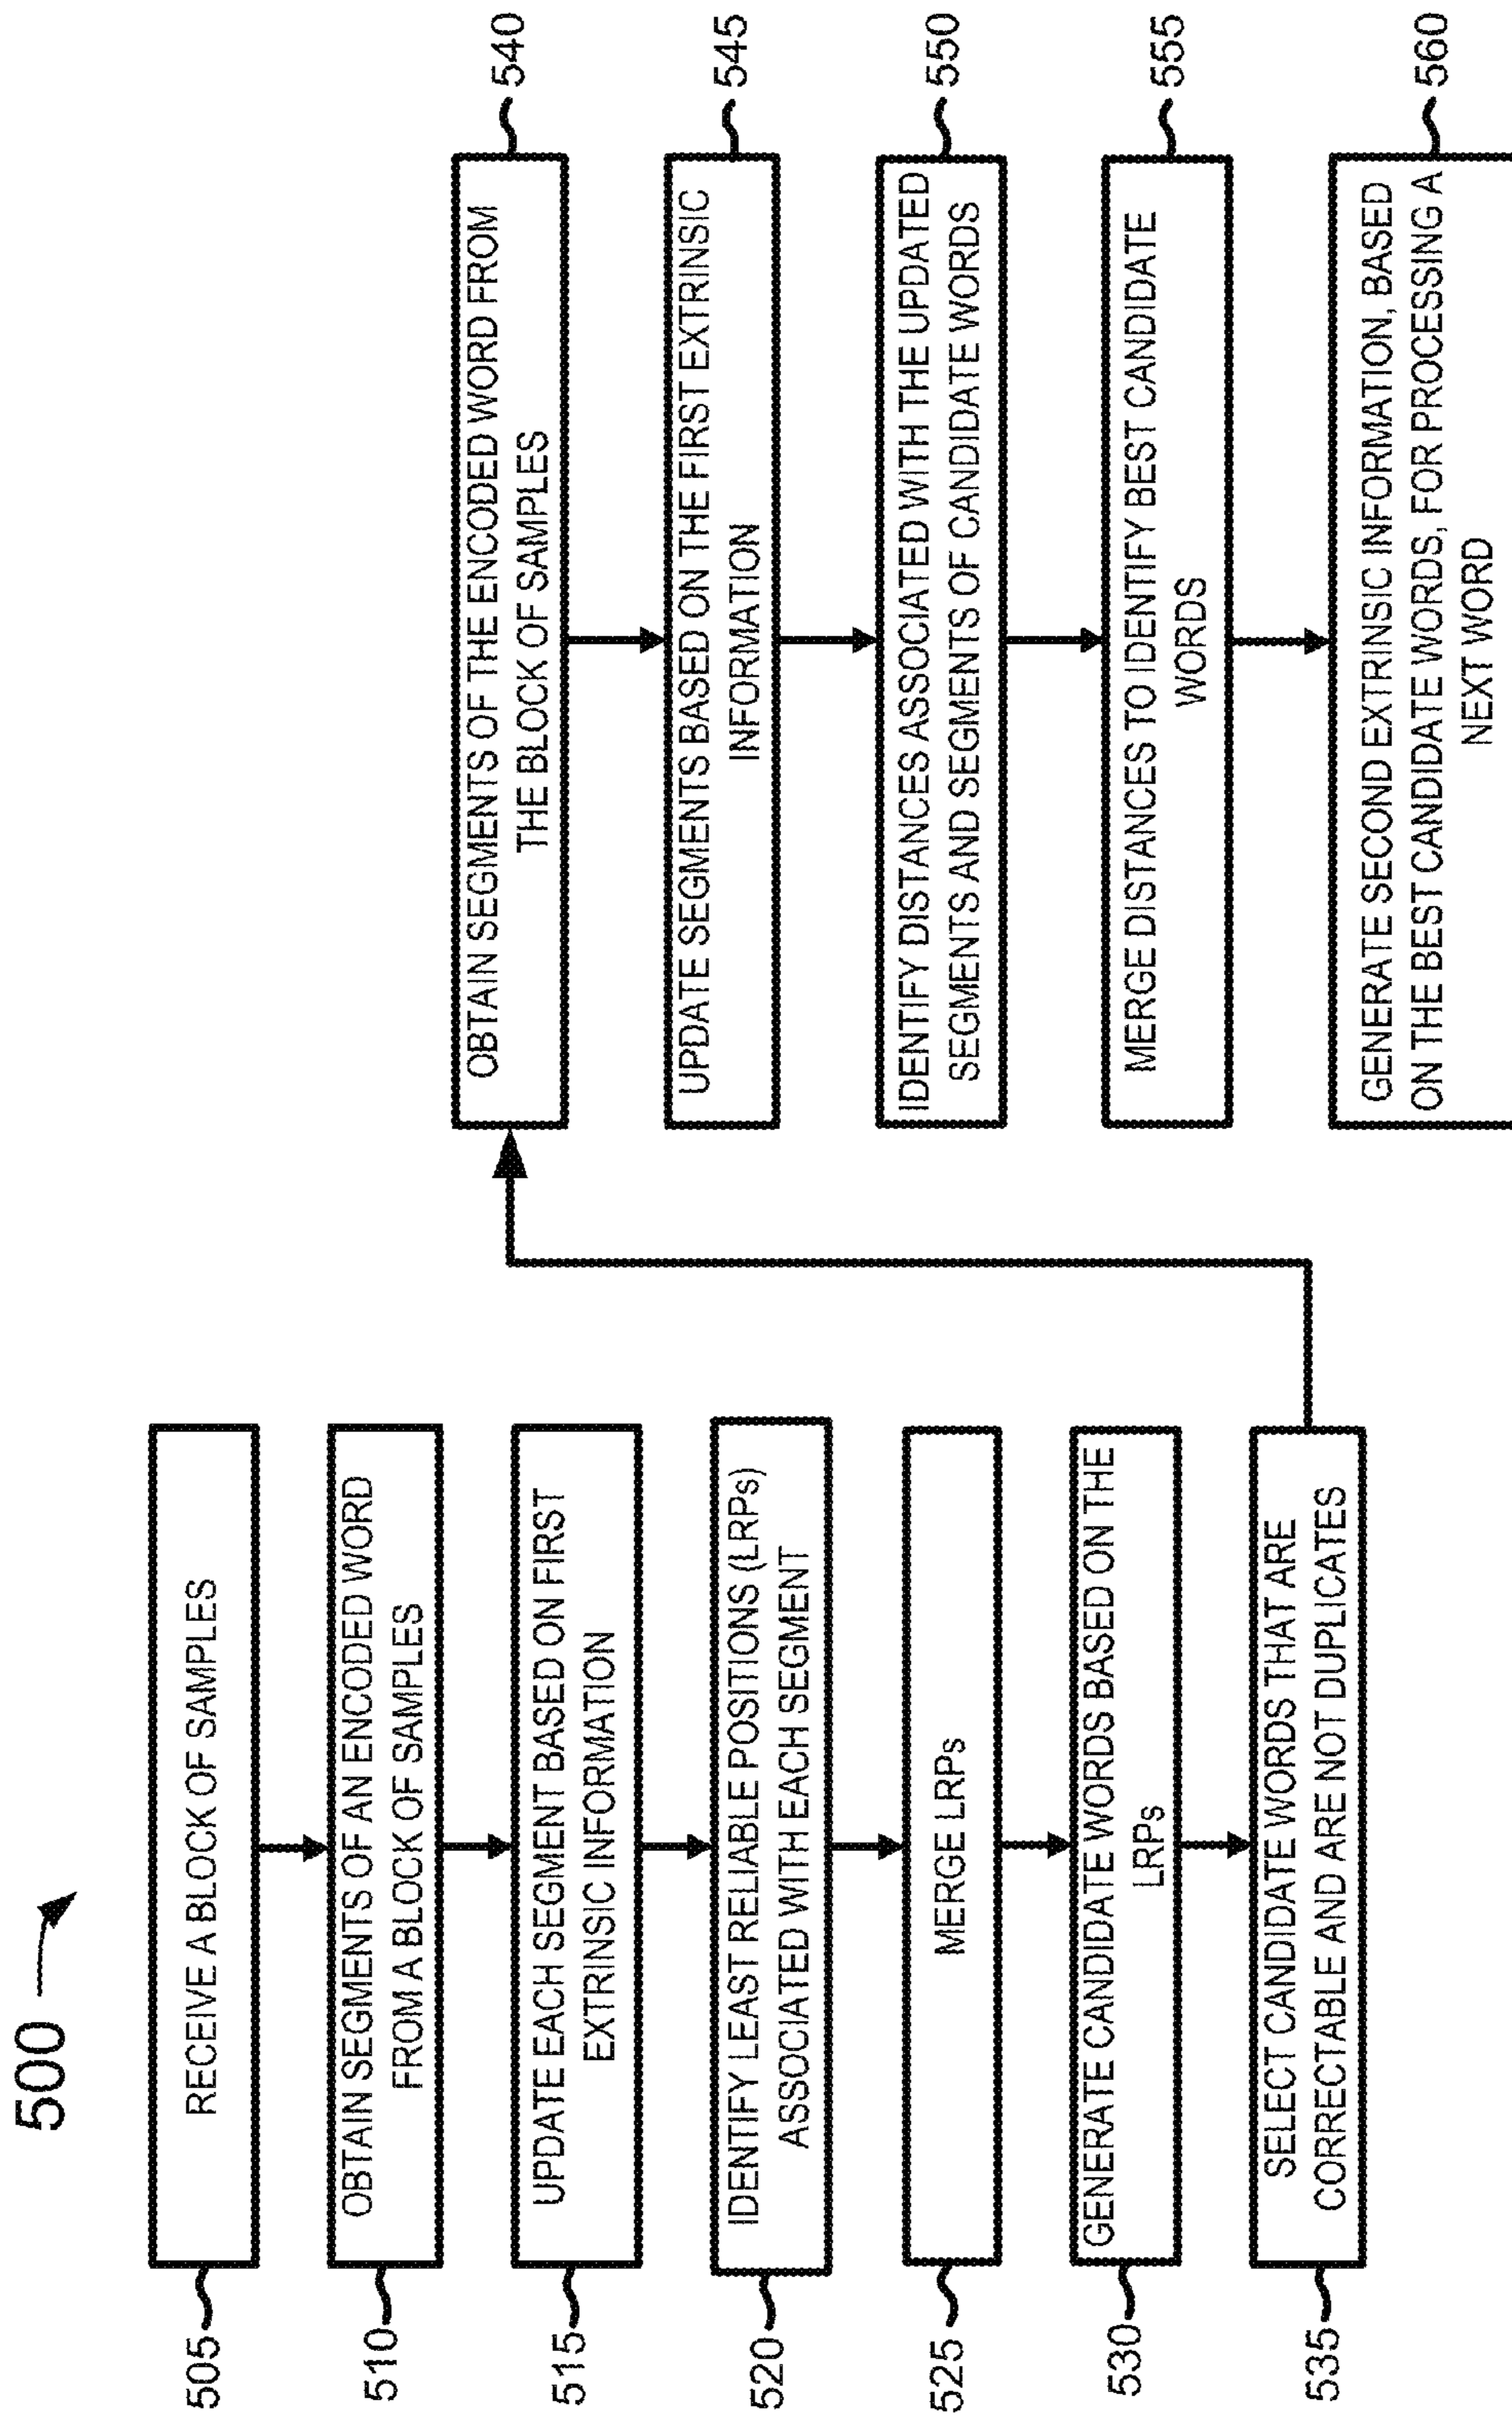 500
505
RECEIVE A BLOCK OF SAMPLES
510
OBTAIN SEGMENTS OF AN ENCODED WORD
FROM A BLOCK OF SAMPLES
515
UPDATE EACH SEGMENT BASED ON FIRST
EXTRINSIC INFORMATION
520
IDENTIFY LEAST RELIABLE POSITIONS (LRPs)
ASSOCIATED WITH EACH SEGMENT
525
MERGE LRPs
530
GENERATE CANDIDATE WORDS BASED ON THE
LRPs
535
SELECT CANDIDATE WORDS THAT ARE
CORRECTABLE AND ARE NOT DUPLICATES
540
OBTAIN SEGMENTS OF THE ENCODED WORD FROM
THE BLOCK OF SAMPLES
545
UPDATE SEGMENTS BASED ON THE FIRST EXTRINSIC
INFORMATION
550
IDENTIFY DISTANCES ASSOCIATED WITH THE UPDATED
SEGMENTS AND SEGMENTS OF CANDIDATE WORDS
555
MERGE DISTANCES TO IDENTIFY BEST CANDIDATE
WORDS
560
GENERATE SECOND EXTRINSIC INFORMATION, BASED
ON THE BEST CANDIDATE WORDS, FOR PROCESSING A
NEXT WORD